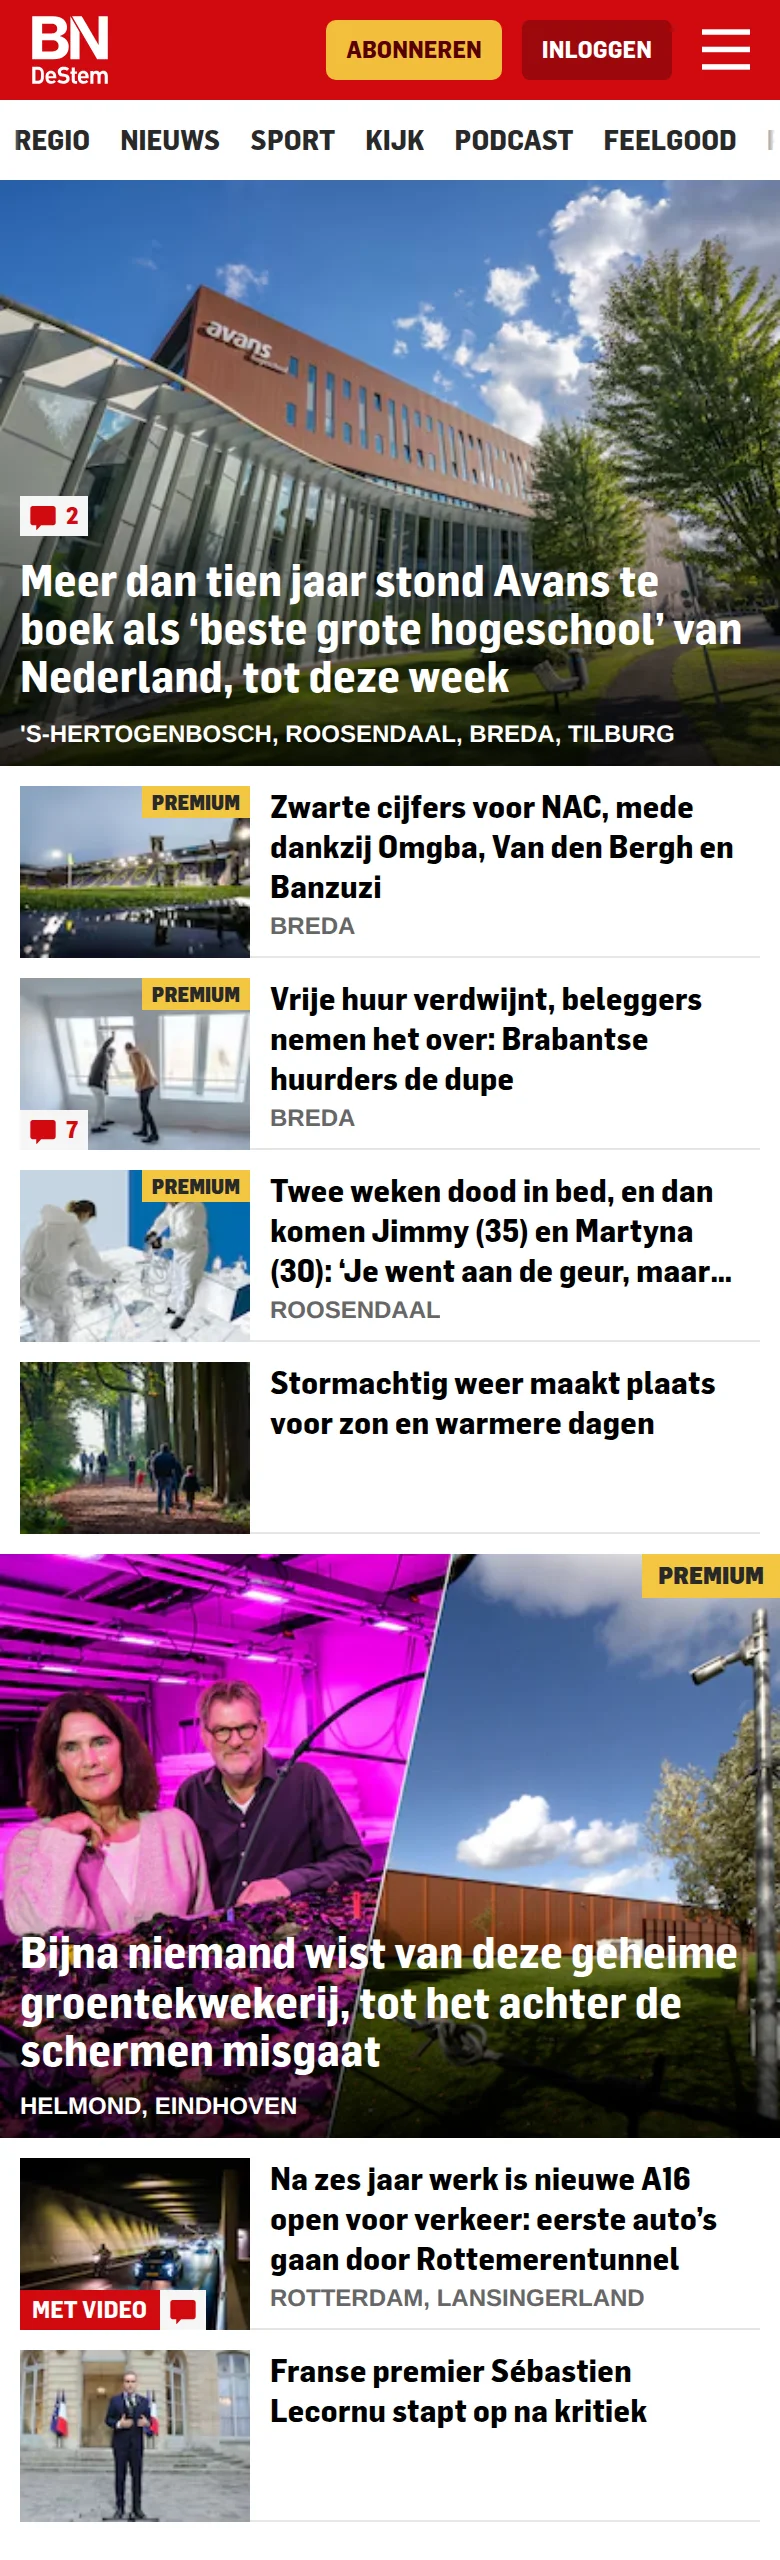 BN
DeStem
ABONNEREN
INLOGGEN
REGIO NIEUWS SPORT KIJK PODCAST FEELGOOD
avans
2
Meer dan tien jaar stond Avans te
boek als ‘beste grote hogeschool’ van
Nederland, tot deze week
'S-HERTOGENBOSCH, ROOSENDAAL, BREDA, TILBURG
PREMIUM
Zwarte cijfers voor NAC, mede
dankzij Omgba, Van den Bergh en
Banzuzi
BREDA
PREMIUM
7
Vrije huur verdwijnt, beleggers
nemen het over: Brabantse
huurders de dupe
BREDA
PREMIUM
Twee weken dood in bed, en dan
komen Jimmy (35) en Martyna
(30): ‘Je went aan de geur, maar...
ROOSENDAAL
Stormachtig weer maakt plaats
voor zon en warmere dagen
PREMIUM
Bijna niemand wist van deze geheime
groentekwekerij, tot het achter de
schermen misgaat
HELMOND, EINDHOVEN
MET VIDEO
Na zes jaar werk is nieuwe A16
open voor verkeer: eerste auto’s
gaan door Rottemerentunnel
ROTTERDAM, LANSINGERLAND
Franse premier Sébastien
Lecornu stapt op na kritiek